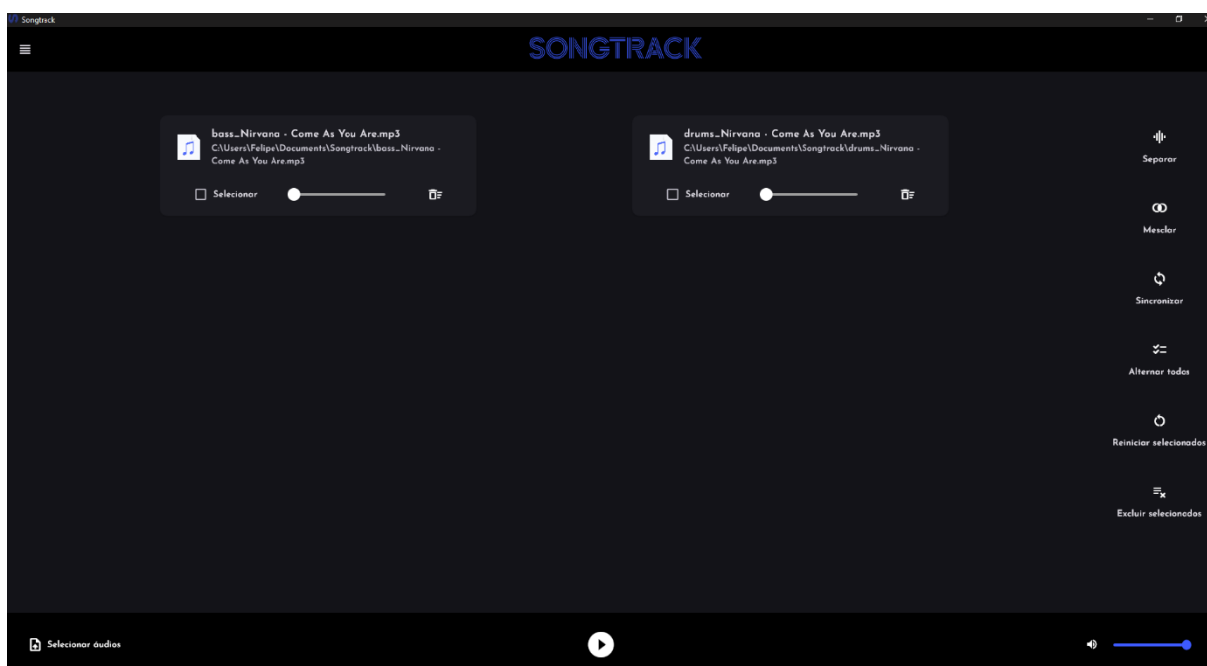 Songtrack
SONGTRACK
bass_Nirvana - Come As You Are.mp3
C:\Users\Felipe\Documents\Songtrack\bass_Nirvana -
Come As You Are.mp3
Selecionar
drums_Nirvana - Come As You Are.mp3
C:\Users\Felipe\Documents\Songtrack\drums_Nirvana -
Come As You Are.mp3
Selecionar
Separar
Mesclar
Sincronizar
Alternar todos
Reiniciar selecionados
Excluir selecionados
Selecionar áudios